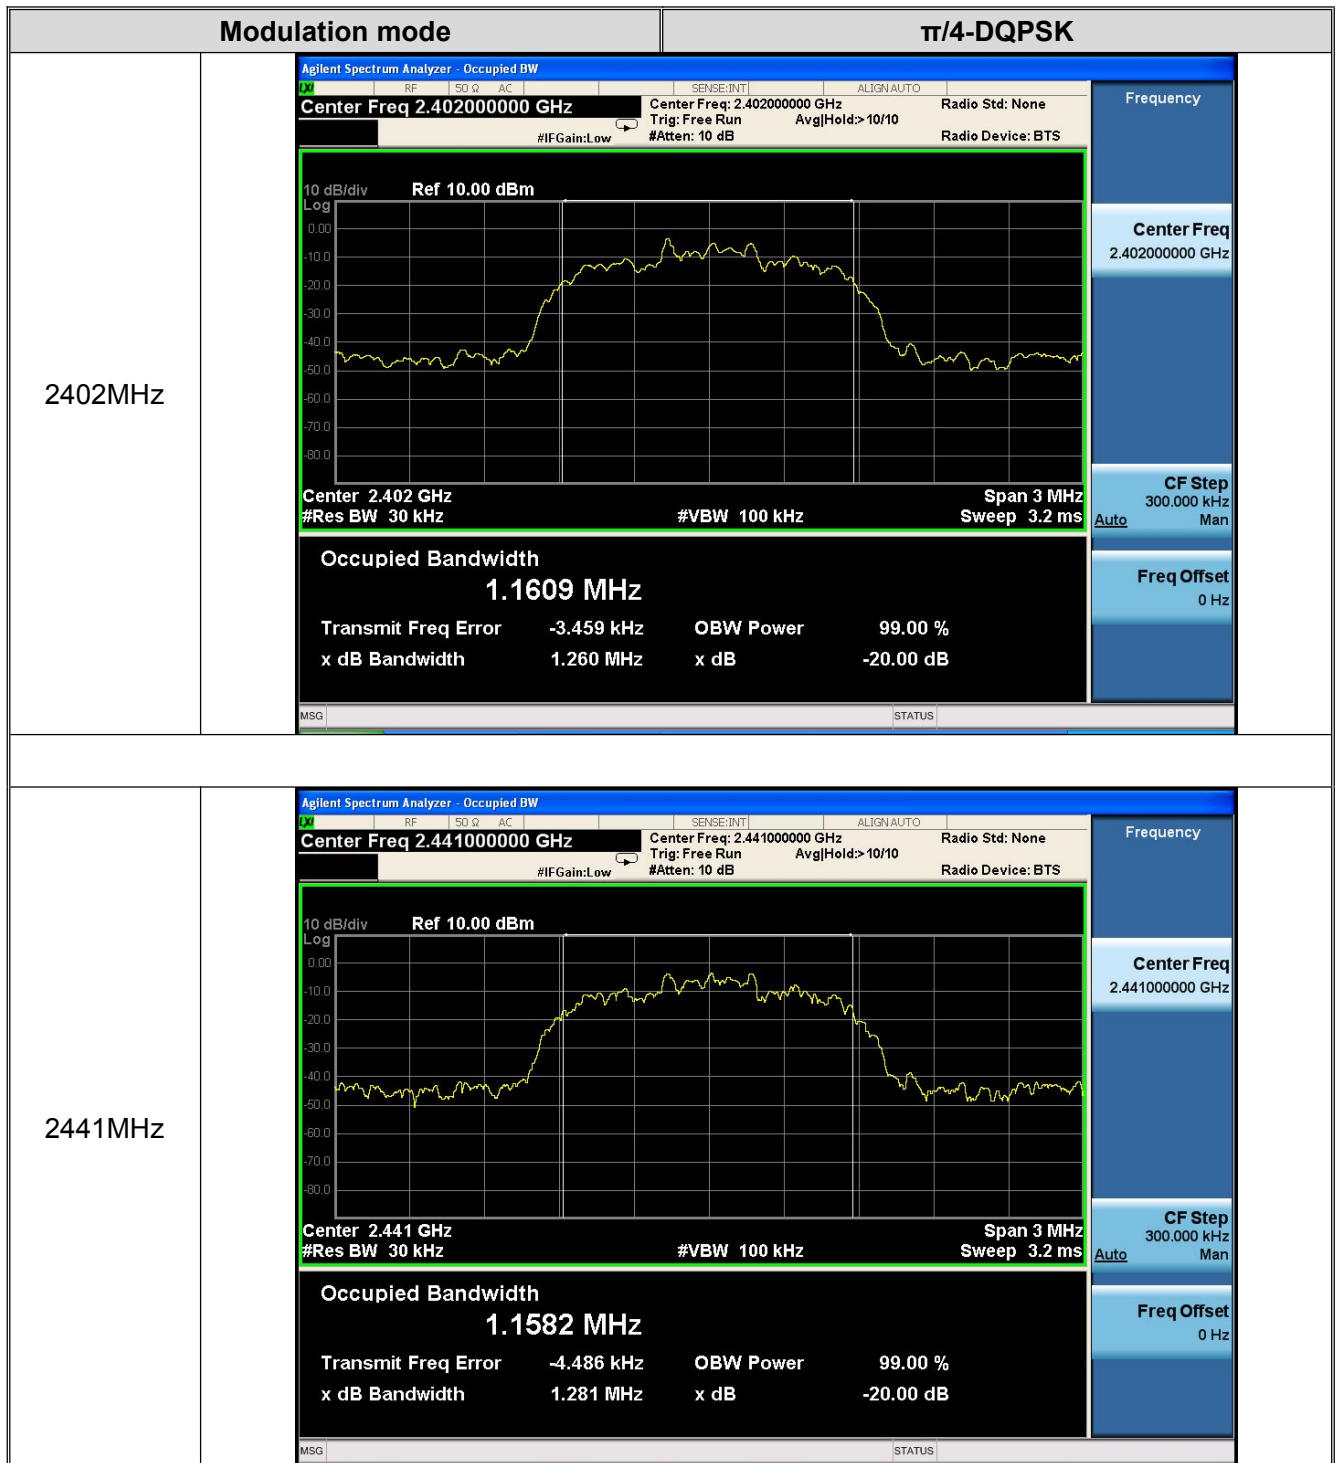 Modulation mode π/4-DQPSK
2402MHz
Agilent Spectrum Analyzer - Occupied BW
LXI RF 50 Ω AC SENSE:INT ALIGN AUTO
Center Freq 2.402000000 GHz
Center Freq: 2.402000000 GHz Radio Std: None
Trig: Free Run Avg|Hold:>10/10
#IFGain:Low #Atten: 10 dB Radio Device: BTS
10 dB/div Ref 10.00 dBm
Log
0.00
-10.0
-20.0
-30.0
-40.0
-50.0
-60.0
-70.0
-80.0
Center 2.402 GHz Span 3 MHz
#Res BW 30 kHz #VBW 100 kHz Sweep 3.2 ms
Occupied Bandwidth
1.1609 MHz
Transmit Freq Error -3.459 kHz OBW Power 99.00 %
x dB Bandwidth 1.260 MHz x dB -20.00 dB
MSG STATUS
Frequency
Center Freq
2.402000000 GHz
CF Step
300.000 kHz
Auto Man
Freq Offset
0 Hz
2441MHz
Agilent Spectrum Analyzer - Occupied BW
LXI RF 50 Ω AC SENSE:INT ALIGN AUTO
Center Freq 2.441000000 GHz
Center Freq: 2.441000000 GHz Radio Std: None
Trig: Free Run Avg|Hold:>10/10
#IFGain:Low #Atten: 10 dB Radio Device: BTS
10 dB/div Ref 10.00 dBm
Log
0.00
-10.0
-20.0
-30.0
-40.0
-50.0
-60.0
-70.0
-80.0
Center 2.441 GHz Span 3 MHz
#Res BW 30 kHz #VBW 100 kHz Sweep 3.2 ms
Occupied Bandwidth
1.1582 MHz
Transmit Freq Error -4.486 kHz OBW Power 99.00 %
x dB Bandwidth 1.281 MHz x dB -20.00 dB
MSG STATUS
Frequency
Center Freq
2.441000000 GHz
CF Step
300.000 kHz
Auto Man
Freq Offset
0 Hz